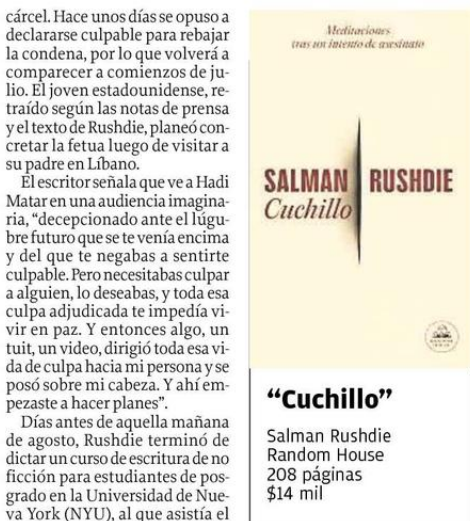 cárcel. Hace unos días se opuso a
declararse culpable para rebajar
la condena, por lo que volverá a
comparecer a comienzos de ju-
lio. El joven estadounidense, re-
traído según las notas de prensa
y el texto de Rushdie, planeó con-
cretar la fetua luego de visitar a
su padre en Líbano.
El escritor señala que ve a Hadi
Matar en una audiencia imagina-
ria, “decepcionado ante el lúgu-
bre futuro que se te venía encima
y del que te negabas a sentirte
culpable. Pero necesitabas culpar
a alguien, lo deseabas, y toda esa
culpa adjudicada te impedía vi-
vir en paz. Y entonces algo, un
tuit, un video, dirigió toda esa vi-
da de culpa hacia mi persona y se
posó sobre mi cabeza. Y ahí em-
pezaste a hacer planes”.
Días antes de aquella mañana
de agosto, Rushdie terminó de
dictar un curso de escritura de no
ficción para estudiantes de pos-
grado en la Universidad de Nue-
va York (NYU), al que asistía el
Meditaciones
tras un intento de asesinato
SALMAN RUSHDIE
Cuchillo
“Cuchillo”
Salman Rushdie
Random House
208 páginas
$14 mil